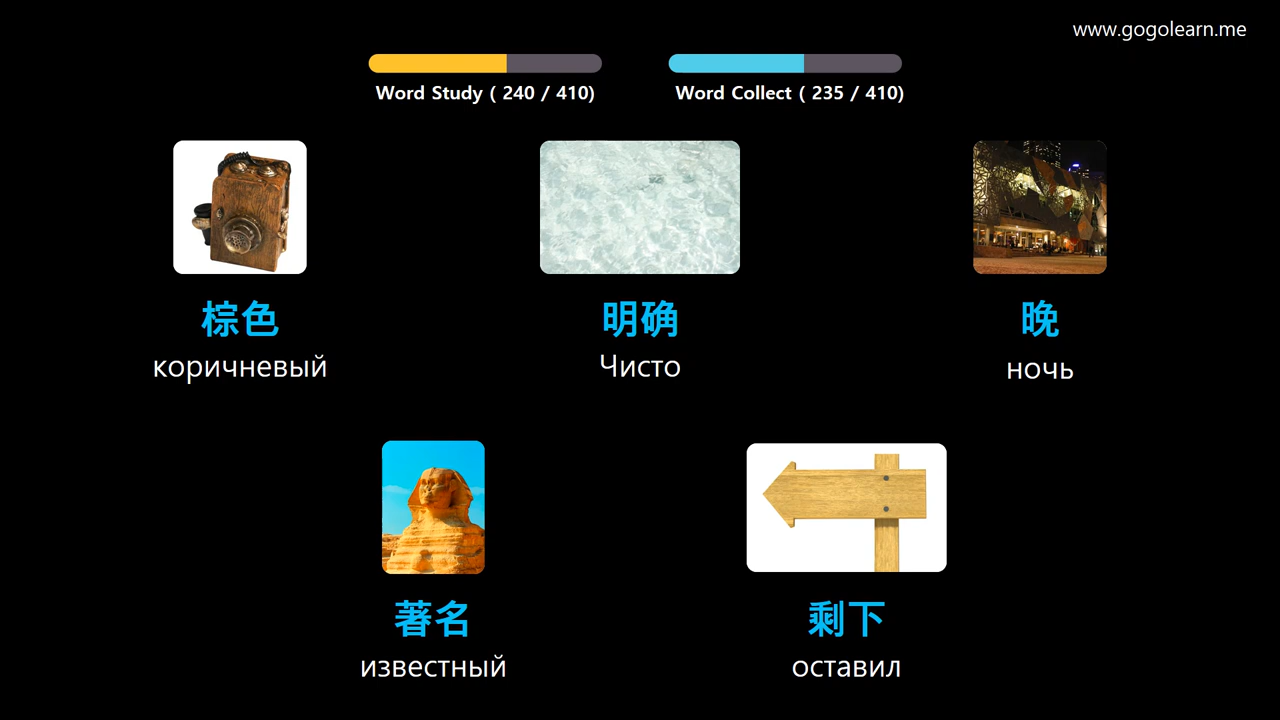 www.gogolearn.me
Word Study ( 240 / 410)
Word Collect ( 235 / 410)
棕色
коричневый
明确
Чисто
晚
ночь
著名
известный
剩下
оставил